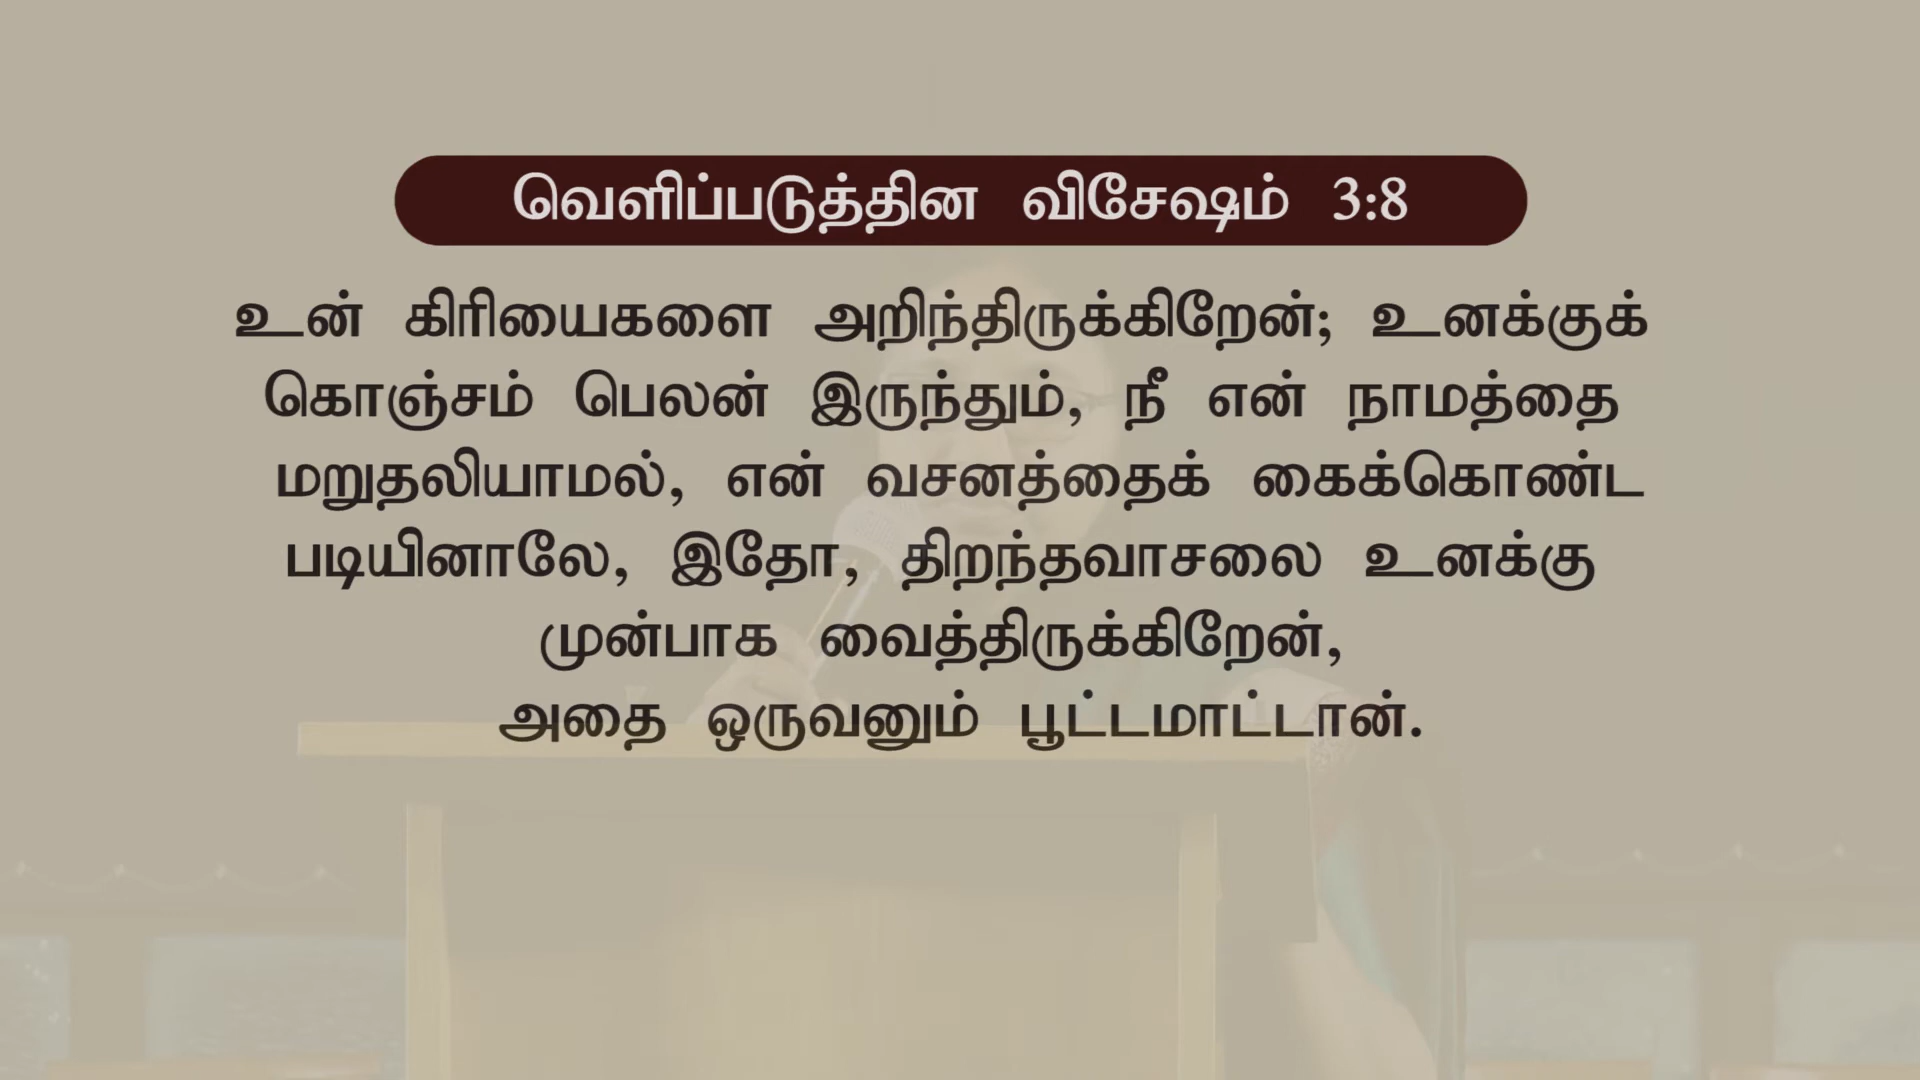 வெளிப்படுத்தின விசேஷம் 3:8
உன் கிரியைகளை அறிந்திருக்கிறேன்; உனக்குக்
கொஞ்சம் பெலன் இருந்தும், நீ என் நாமத்தை
மறுதலியாமல், என் வசனத்தைக் கைக்கொண்ட
படியினாலே, இதோ, திறந்தவாசலை உனக்கு
முன்பாக வைத்திருக்கிறேன்,
அதை ஒருவனும் பூட்டமாட்டான்.